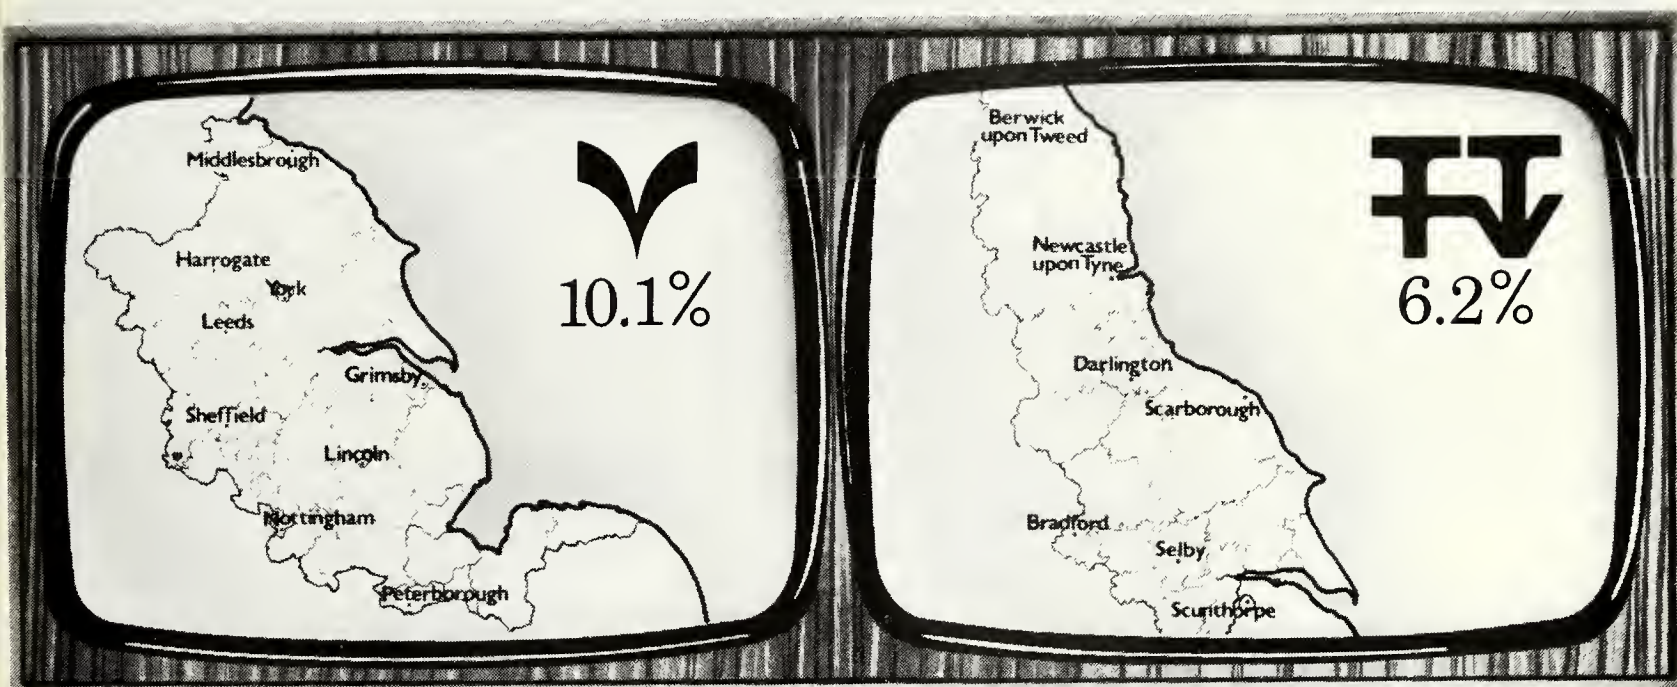 Middlesbrough
Harrogate
York
Leeds
Grimsby
Sheffield
Lincoln
Nottingham
Peterborough
10.1%
Berwick
upon Tweed
Newcastle
upon Tyne
Darlington
Scarborough
Bradford
Selby
Scunthorpe
6.2%